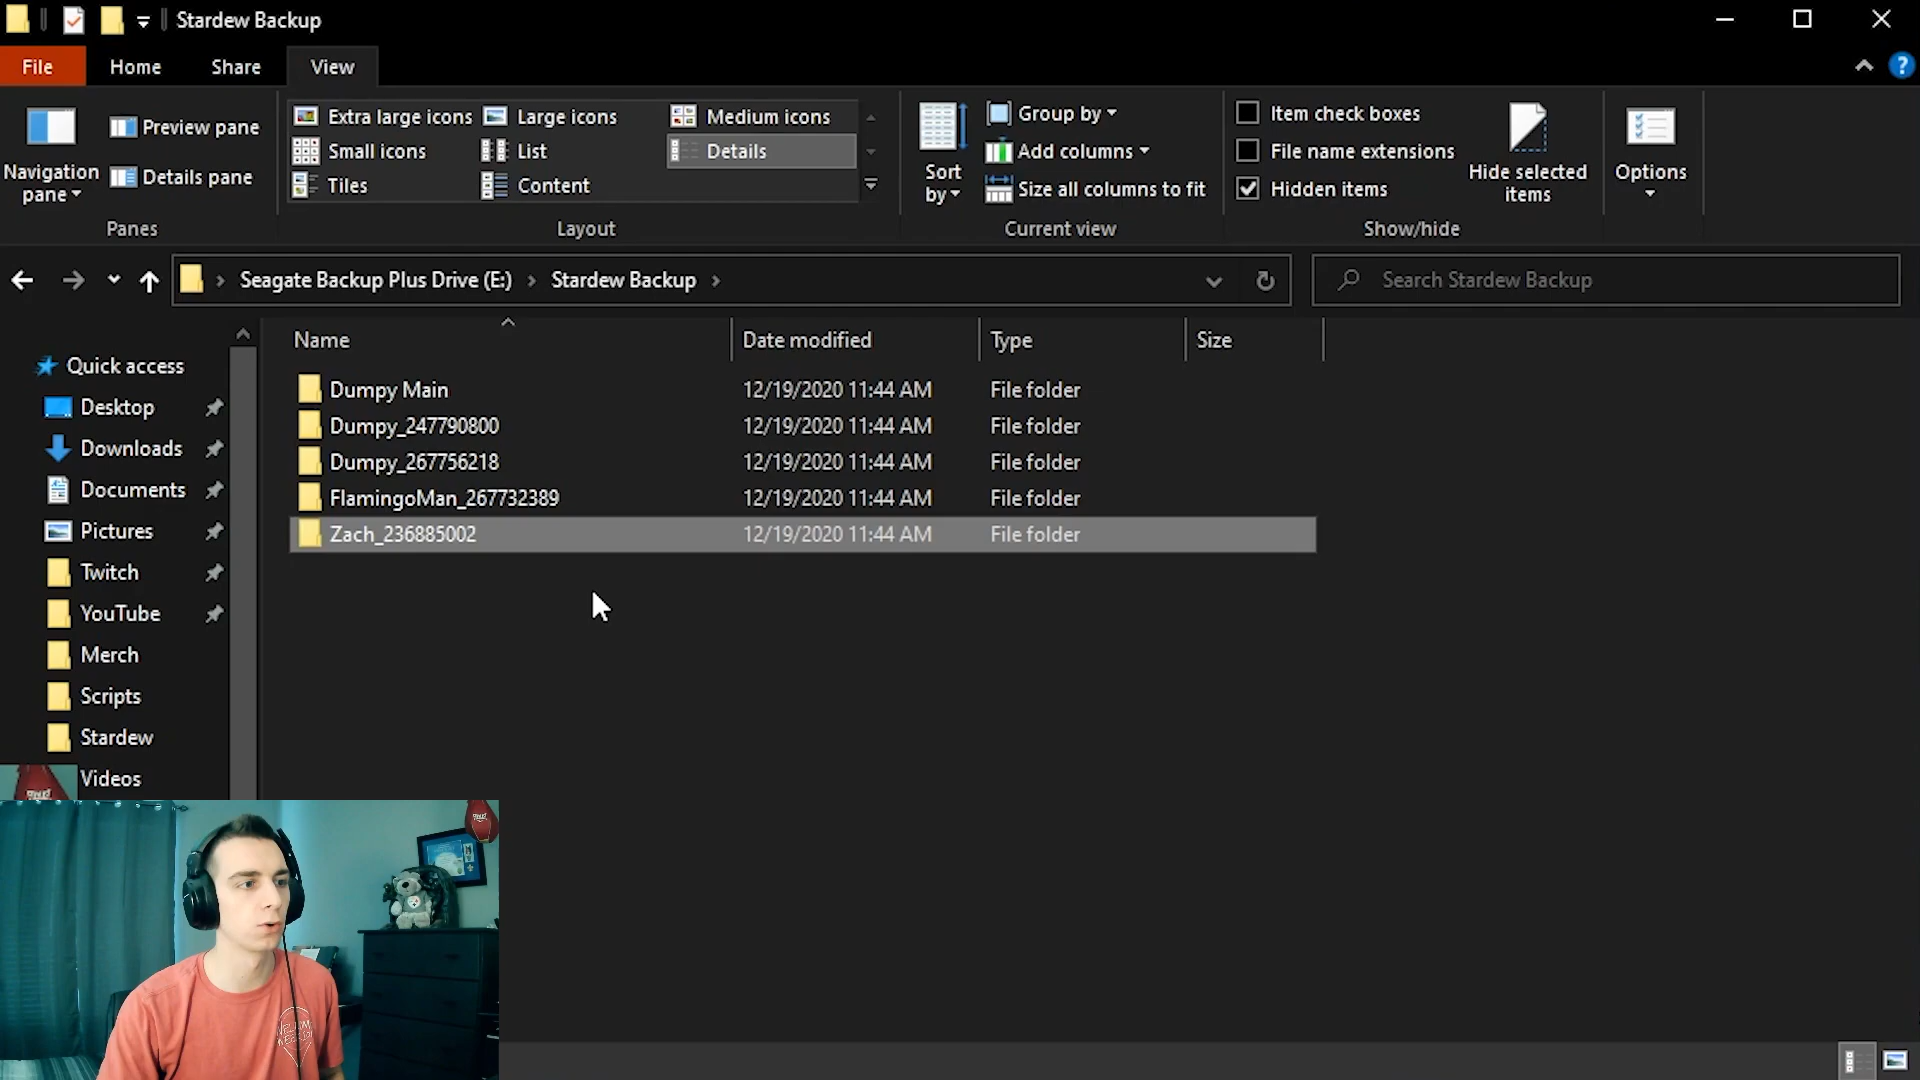 Stardew Backup
File Home Share View
Navigation pane
Preview pane
Details pane
Panes
Extra large icons Large icons Medium icons
Small icons List Details
Tiles Content
Layout
Sort by
Group by
Add columns
Size all columns to fit
Current view
Item check boxes
File name extensions
Hidden items
Hide selected items
Show/hide
Options
Seagate Backup Plus Drive (E:) Stardew Backup
Search Stardew Backup
Quick access
Desktop
Downloads
Documents
Pictures
Twitch
YouTube
Merch
Scripts
Stardew
Videos
Name Date modified Type Size
Dumpy Main 12/19/2020 11:44 AM File folder
Dumpy_247790800 12/19/2020 11:44 AM File folder
Dumpy_267756218 12/19/2020 11:44 AM File folder
FlamingoMan_267732389 12/19/2020 11:44 AM File folder
Zach_236885002 12/19/2020 11:44 AM File folder